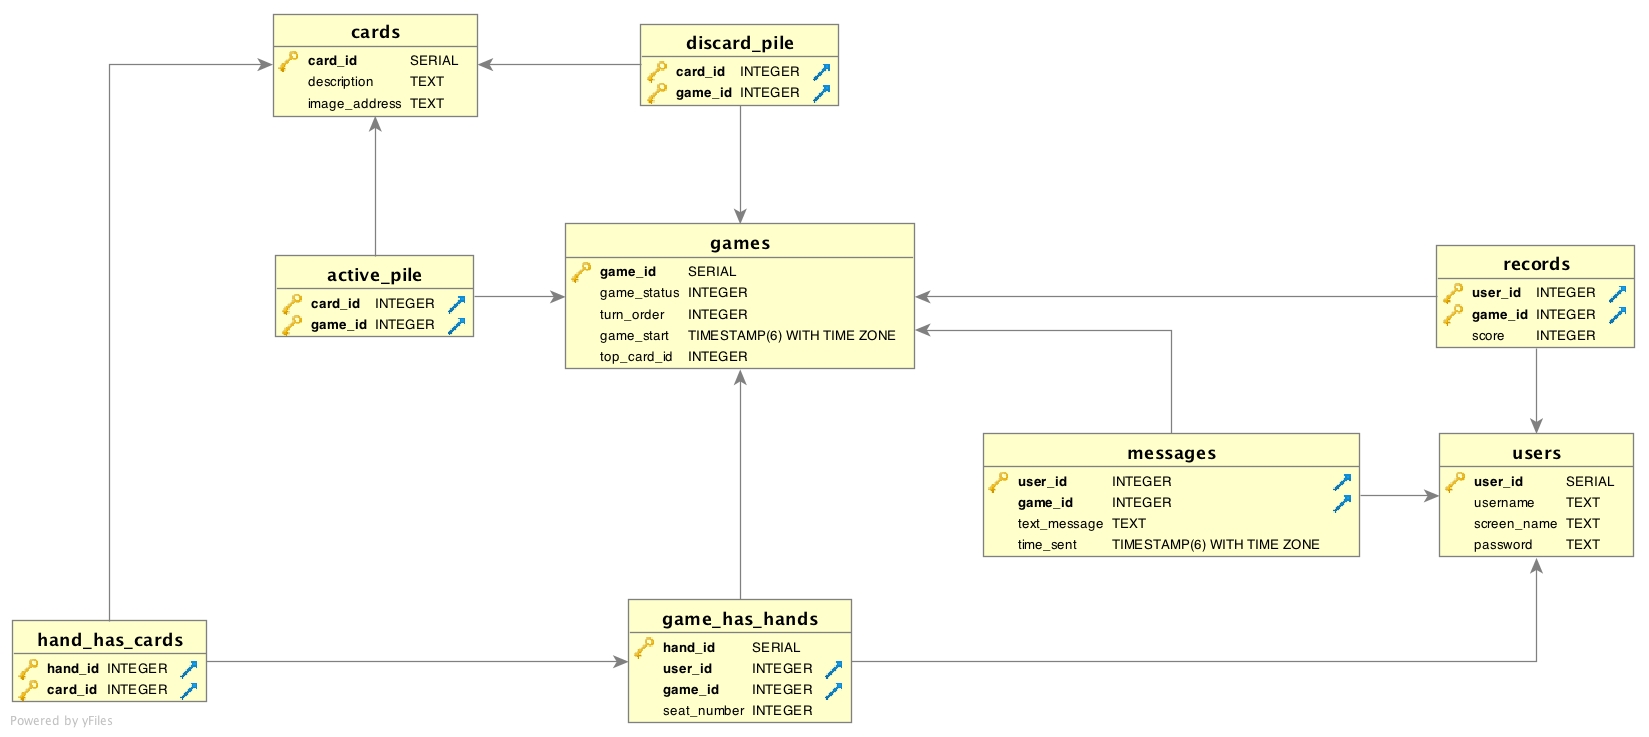 cards
card_id SERIAL
description TEXT
image_address TEXT
discard_pile
card_id INTEGER
game_id INTEGER
active_pile
card_id INTEGER
game_id INTEGER
games
game_id SERIAL
game_status INTEGER
turn_order INTEGER
game_start TIMESTAMP(6) WITH TIME ZONE
top_card_id INTEGER
records
user_id INTEGER
game_id INTEGER
score INTEGER
messages
user_id INTEGER
game_id INTEGER
text_message TEXT
time_sent TIMESTAMP(6) WITH TIME ZONE
users
user_id SERIAL
username TEXT
screen_name TEXT
password TEXT
hand_has_cards
hand_id INTEGER
card_id INTEGER
game_has_hands
hand_id SERIAL
user_id INTEGER
game_id INTEGER
seat_number INTEGER
Powered by yFiles